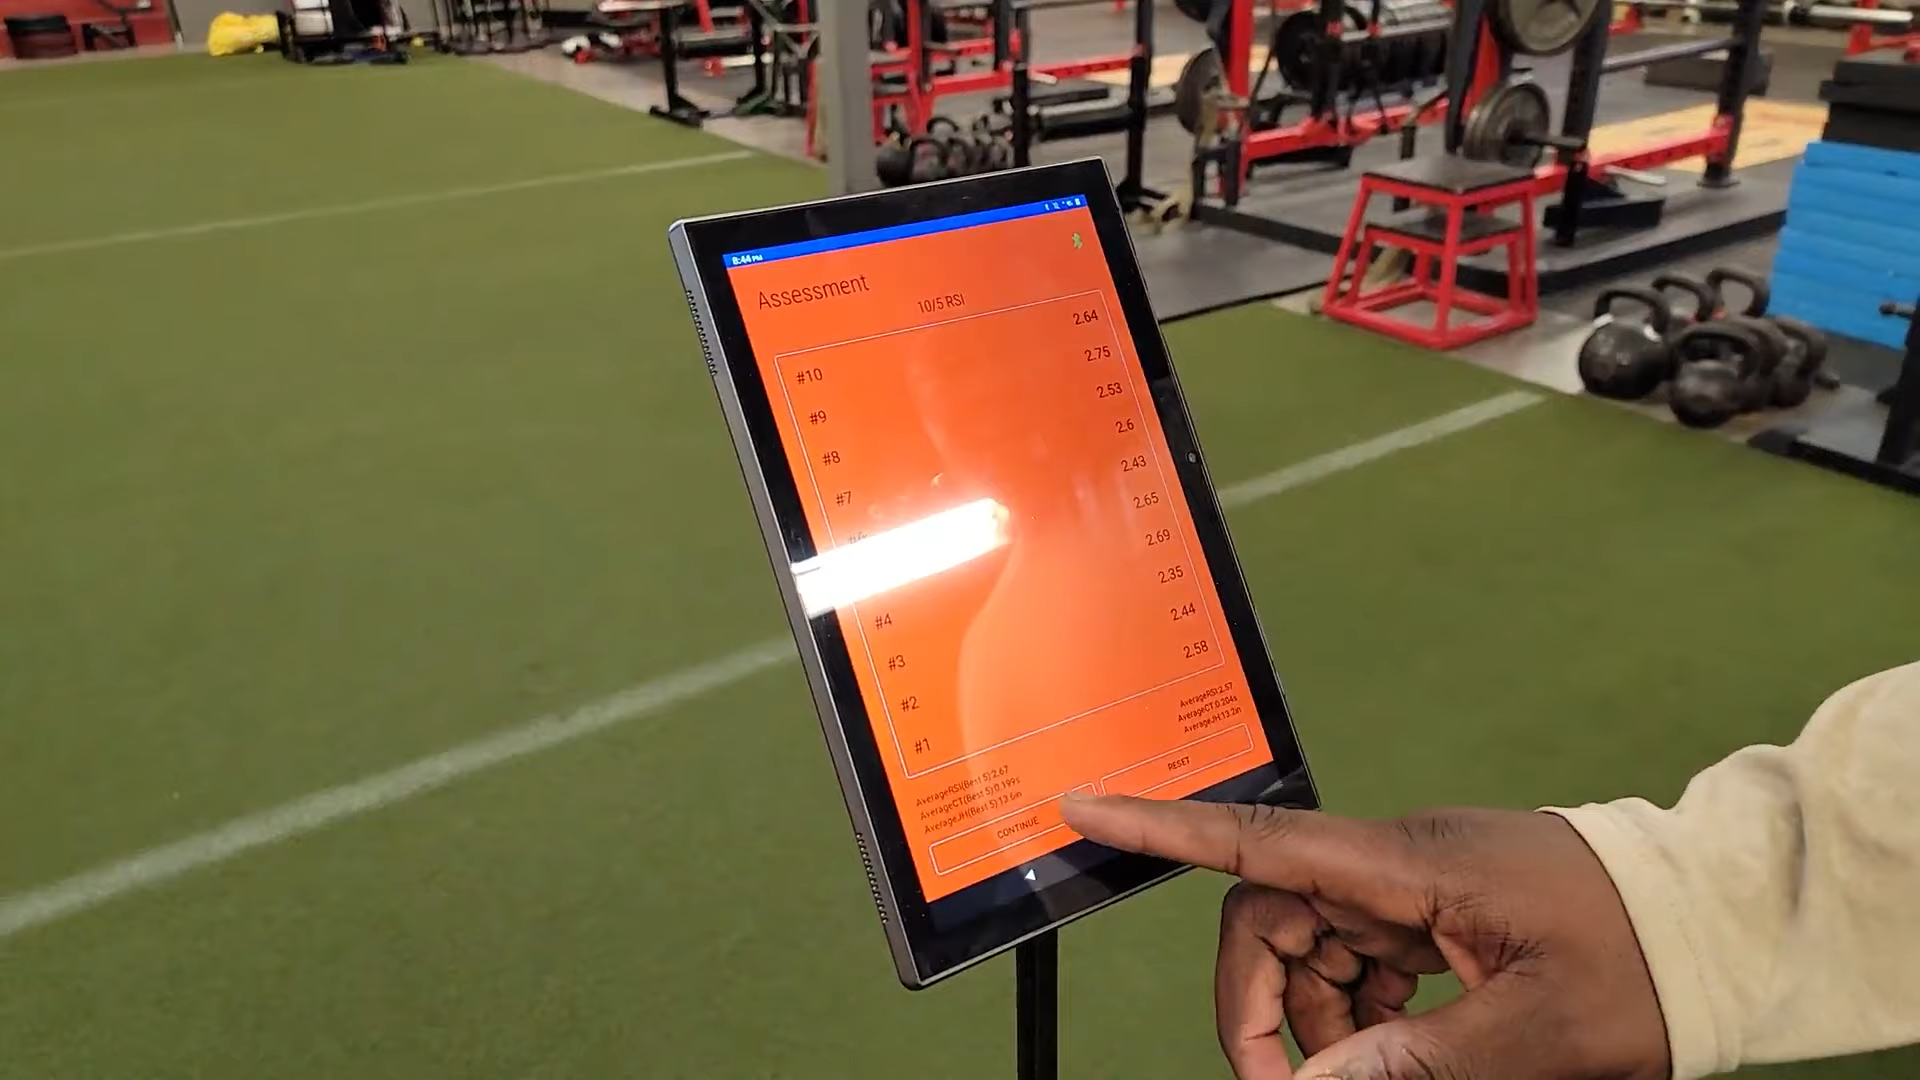 8:44 PM
Assessment
10/5 RSI
#10 2.64
#9 2.75
#8 2.53
#7 2.6
2.43
2.65
#4 2.69
#3 2.35
#2 2.44
#1 2.58
AverageRSI:2.57
AverageCT:0.204s
AverageJH:13.2in
AverageRSI(Best 5):2.67
AverageCT(Best 5):0.199s
AverageJH(Best 5):13.6in
CONTINUE
RESET